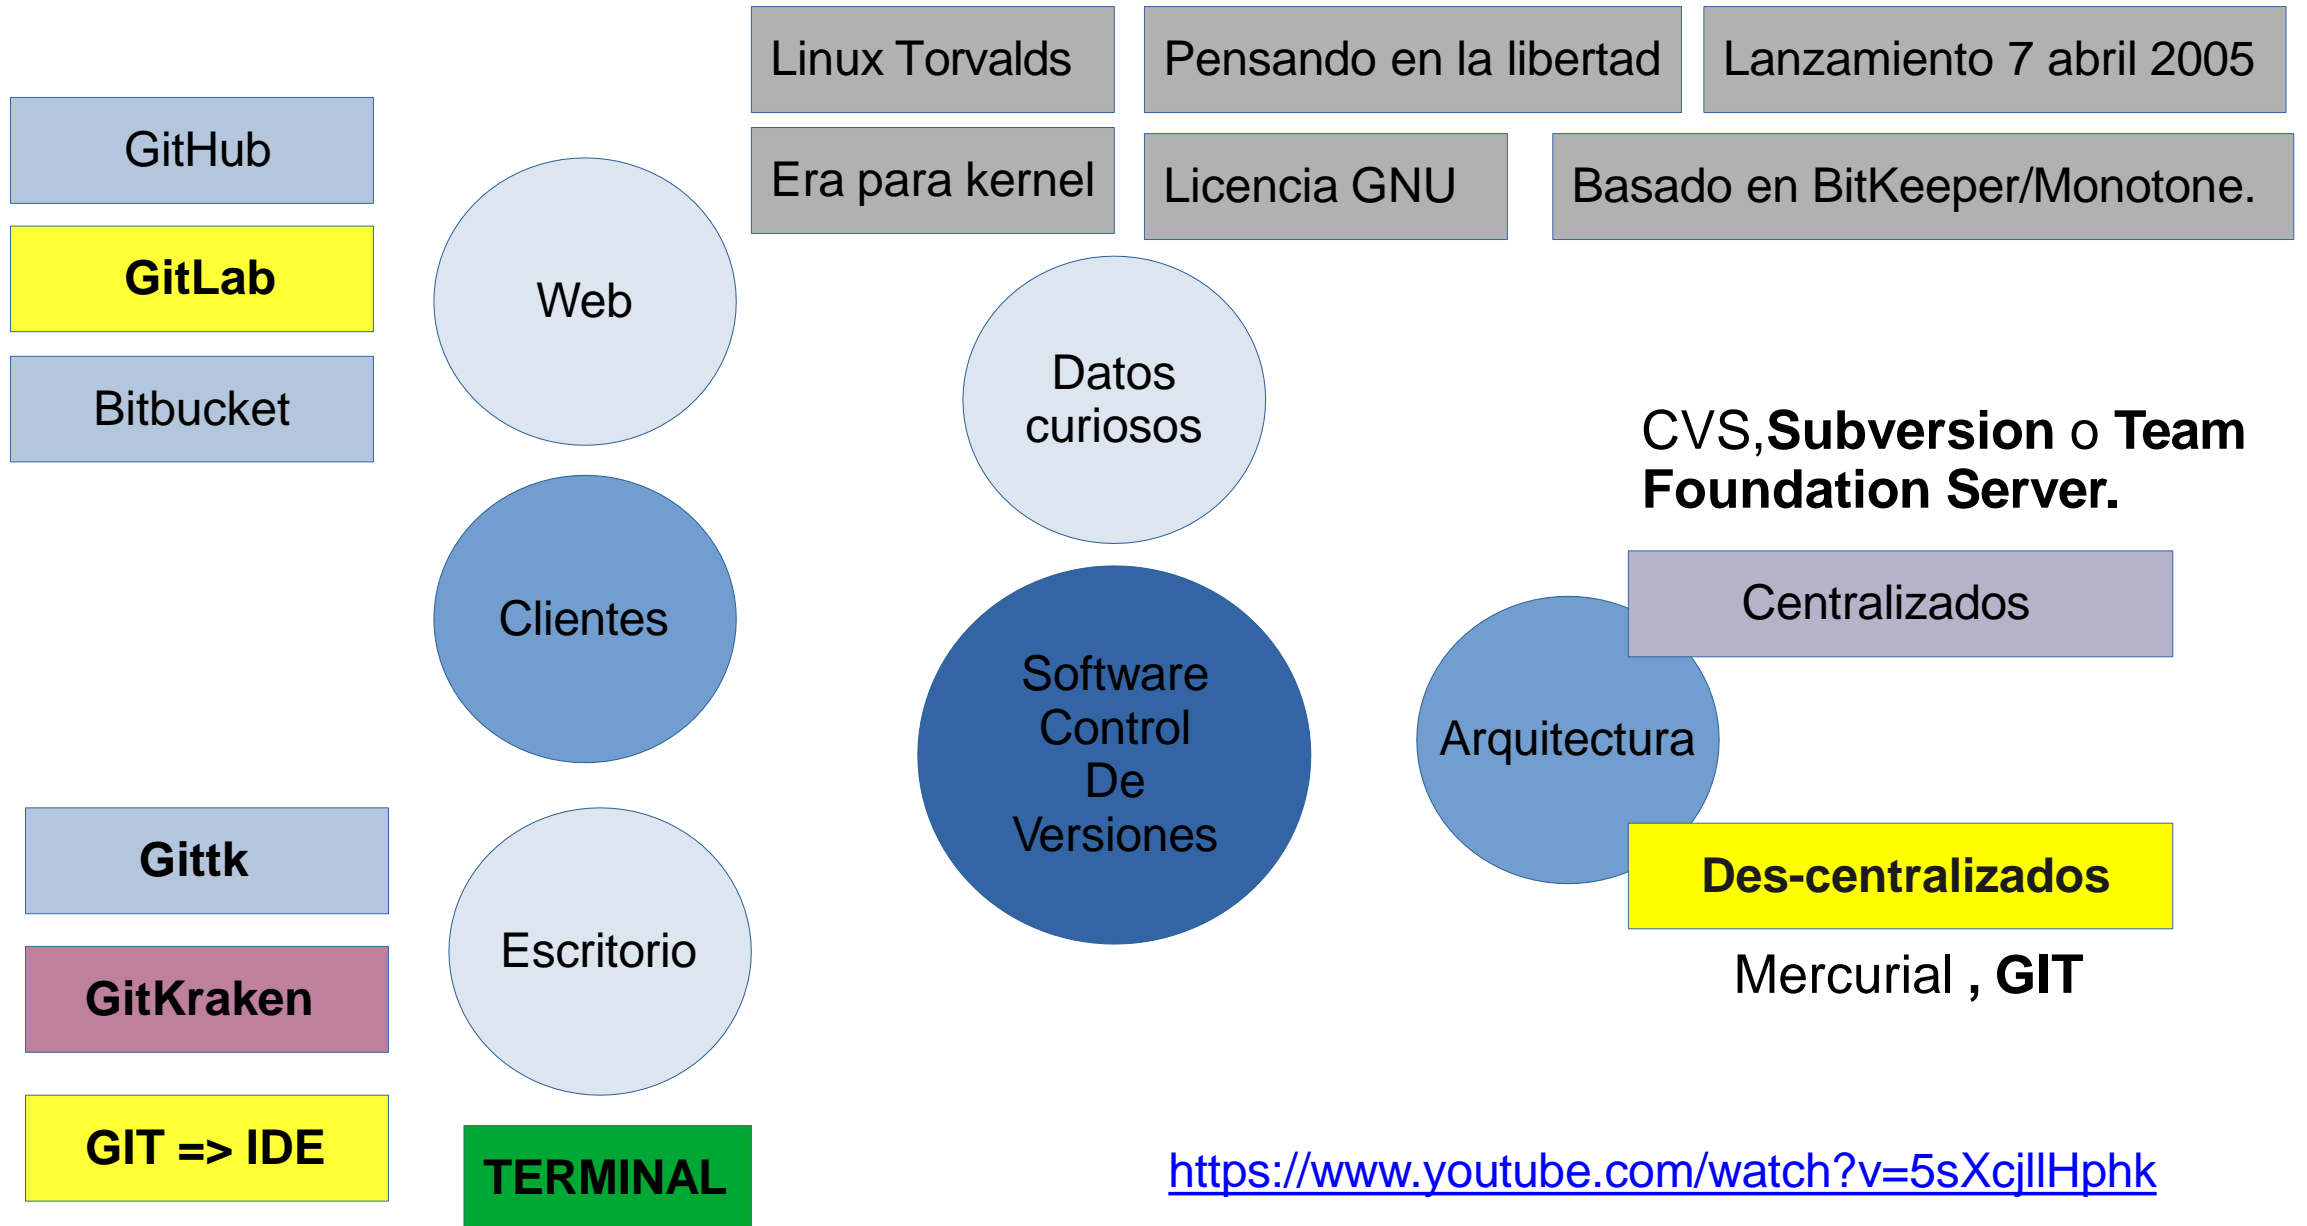 Linux Torvalds
Pensando en la libertad
Lanzamiento 7 abril 2005
Era para kernel
Licencia GNU
Basado en BitKeeper/Monotone.
GitHub
GitLab
Bitbucket
Web
Datos
curiosos
CVS,Subversion o Team
Foundation Server.
Clientes
Centralizados
Software
Control
De
Versiones
Arquitectura
Des-centralizados
Mercurial , GIT
Gittk
GitKraken
GIT => IDE
Escritorio
TERMINAL
https://www.youtube.com/watch?v=5sXcjllHphk